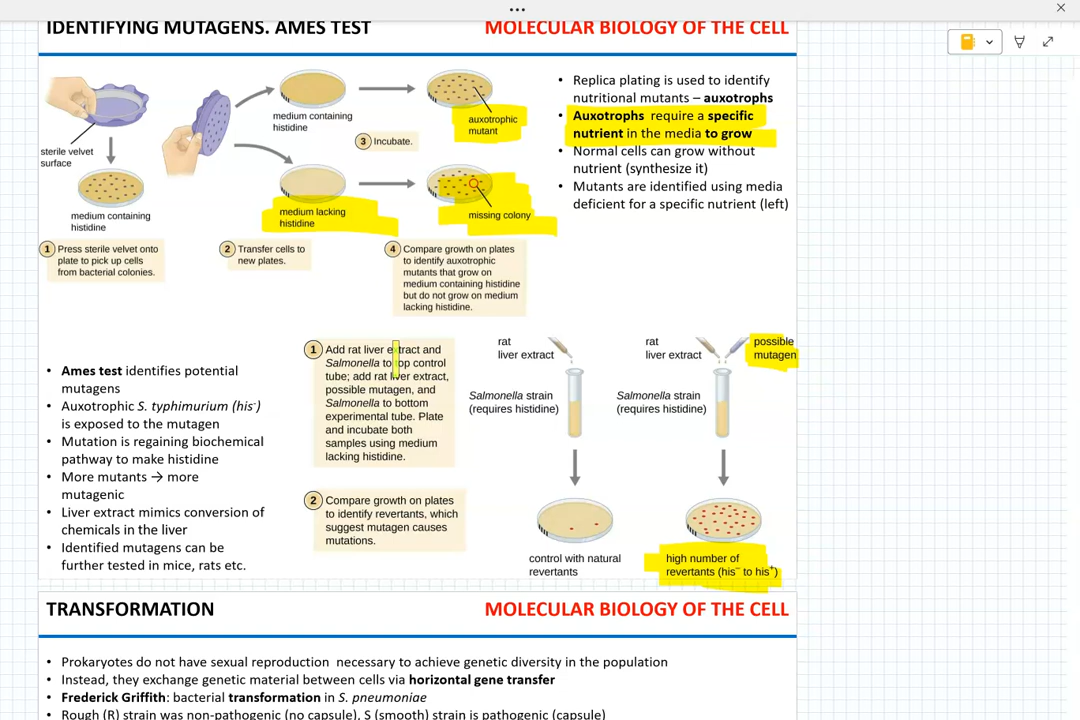 IDENTIFYING MUTAGENS. AMES TEST
MOLECULAR BIOLOGY OF THE CELL
sterile velvet
surface
medium containing
histidine
1 Press sterile velvet onto
plate to pick up cells
from bacterial colonies.
medium containing
histidine
medium lacking
histidine
2 Transfer cells to
new plates.
3 Incubate.
auxotrophic
mutant
missing colony
4 Compare growth on plates
to identify auxotrophic
mutants that grow on
medium containing histidine
but do not grow on medium
lacking histidine.
• Replica plating is used to identify
nutritional mutants – auxotrophs
• Auxotrophs require a specific
nutrient in the media to grow
• Normal cells can grow without
nutrient (synthesize it)
• Mutants are identified using media
deficient for a specific nutrient (left)
• Ames test identifies potential
mutagens
• Auxotrophic S. typhimurium (his-)
is exposed to the mutagen
• Mutation is regaining biochemical
pathway to make histidine
• More mutants → more
mutagenic
• Liver extract mimics conversion of
chemicals in the liver
• Identified mutagens can be
further tested in mice, rats etc.
1 Add rat liver extract and
Salmonella to top control
tube; add rat liver extract,
possible mutagen, and
Salmonella to bottom
experimental tube. Plate
and incubate both
samples using medium
lacking histidine.
2 Compare growth on plates
to identify revertants, which
suggest mutagen causes
mutations.
rat
liver extract
Salmonella strain
(requires histidine)
control with natural
revertants
rat
liver extract
possible
mutagen
Salmonella strain
(requires histidine)
high number of
revertants (his– to his+)
TRANSFORMATION
MOLECULAR BIOLOGY OF THE CELL
• Prokaryotes do not have sexual reproduction necessary to achieve genetic diversity in the population
• Instead, they exchange genetic material between cells via horizontal gene transfer
• Frederick Griffith: bacterial transformation in S. pneumoniae
• Rough (R) strain was non-pathogenic (no capsule), S (smooth) strain is pathogenic (capsule)